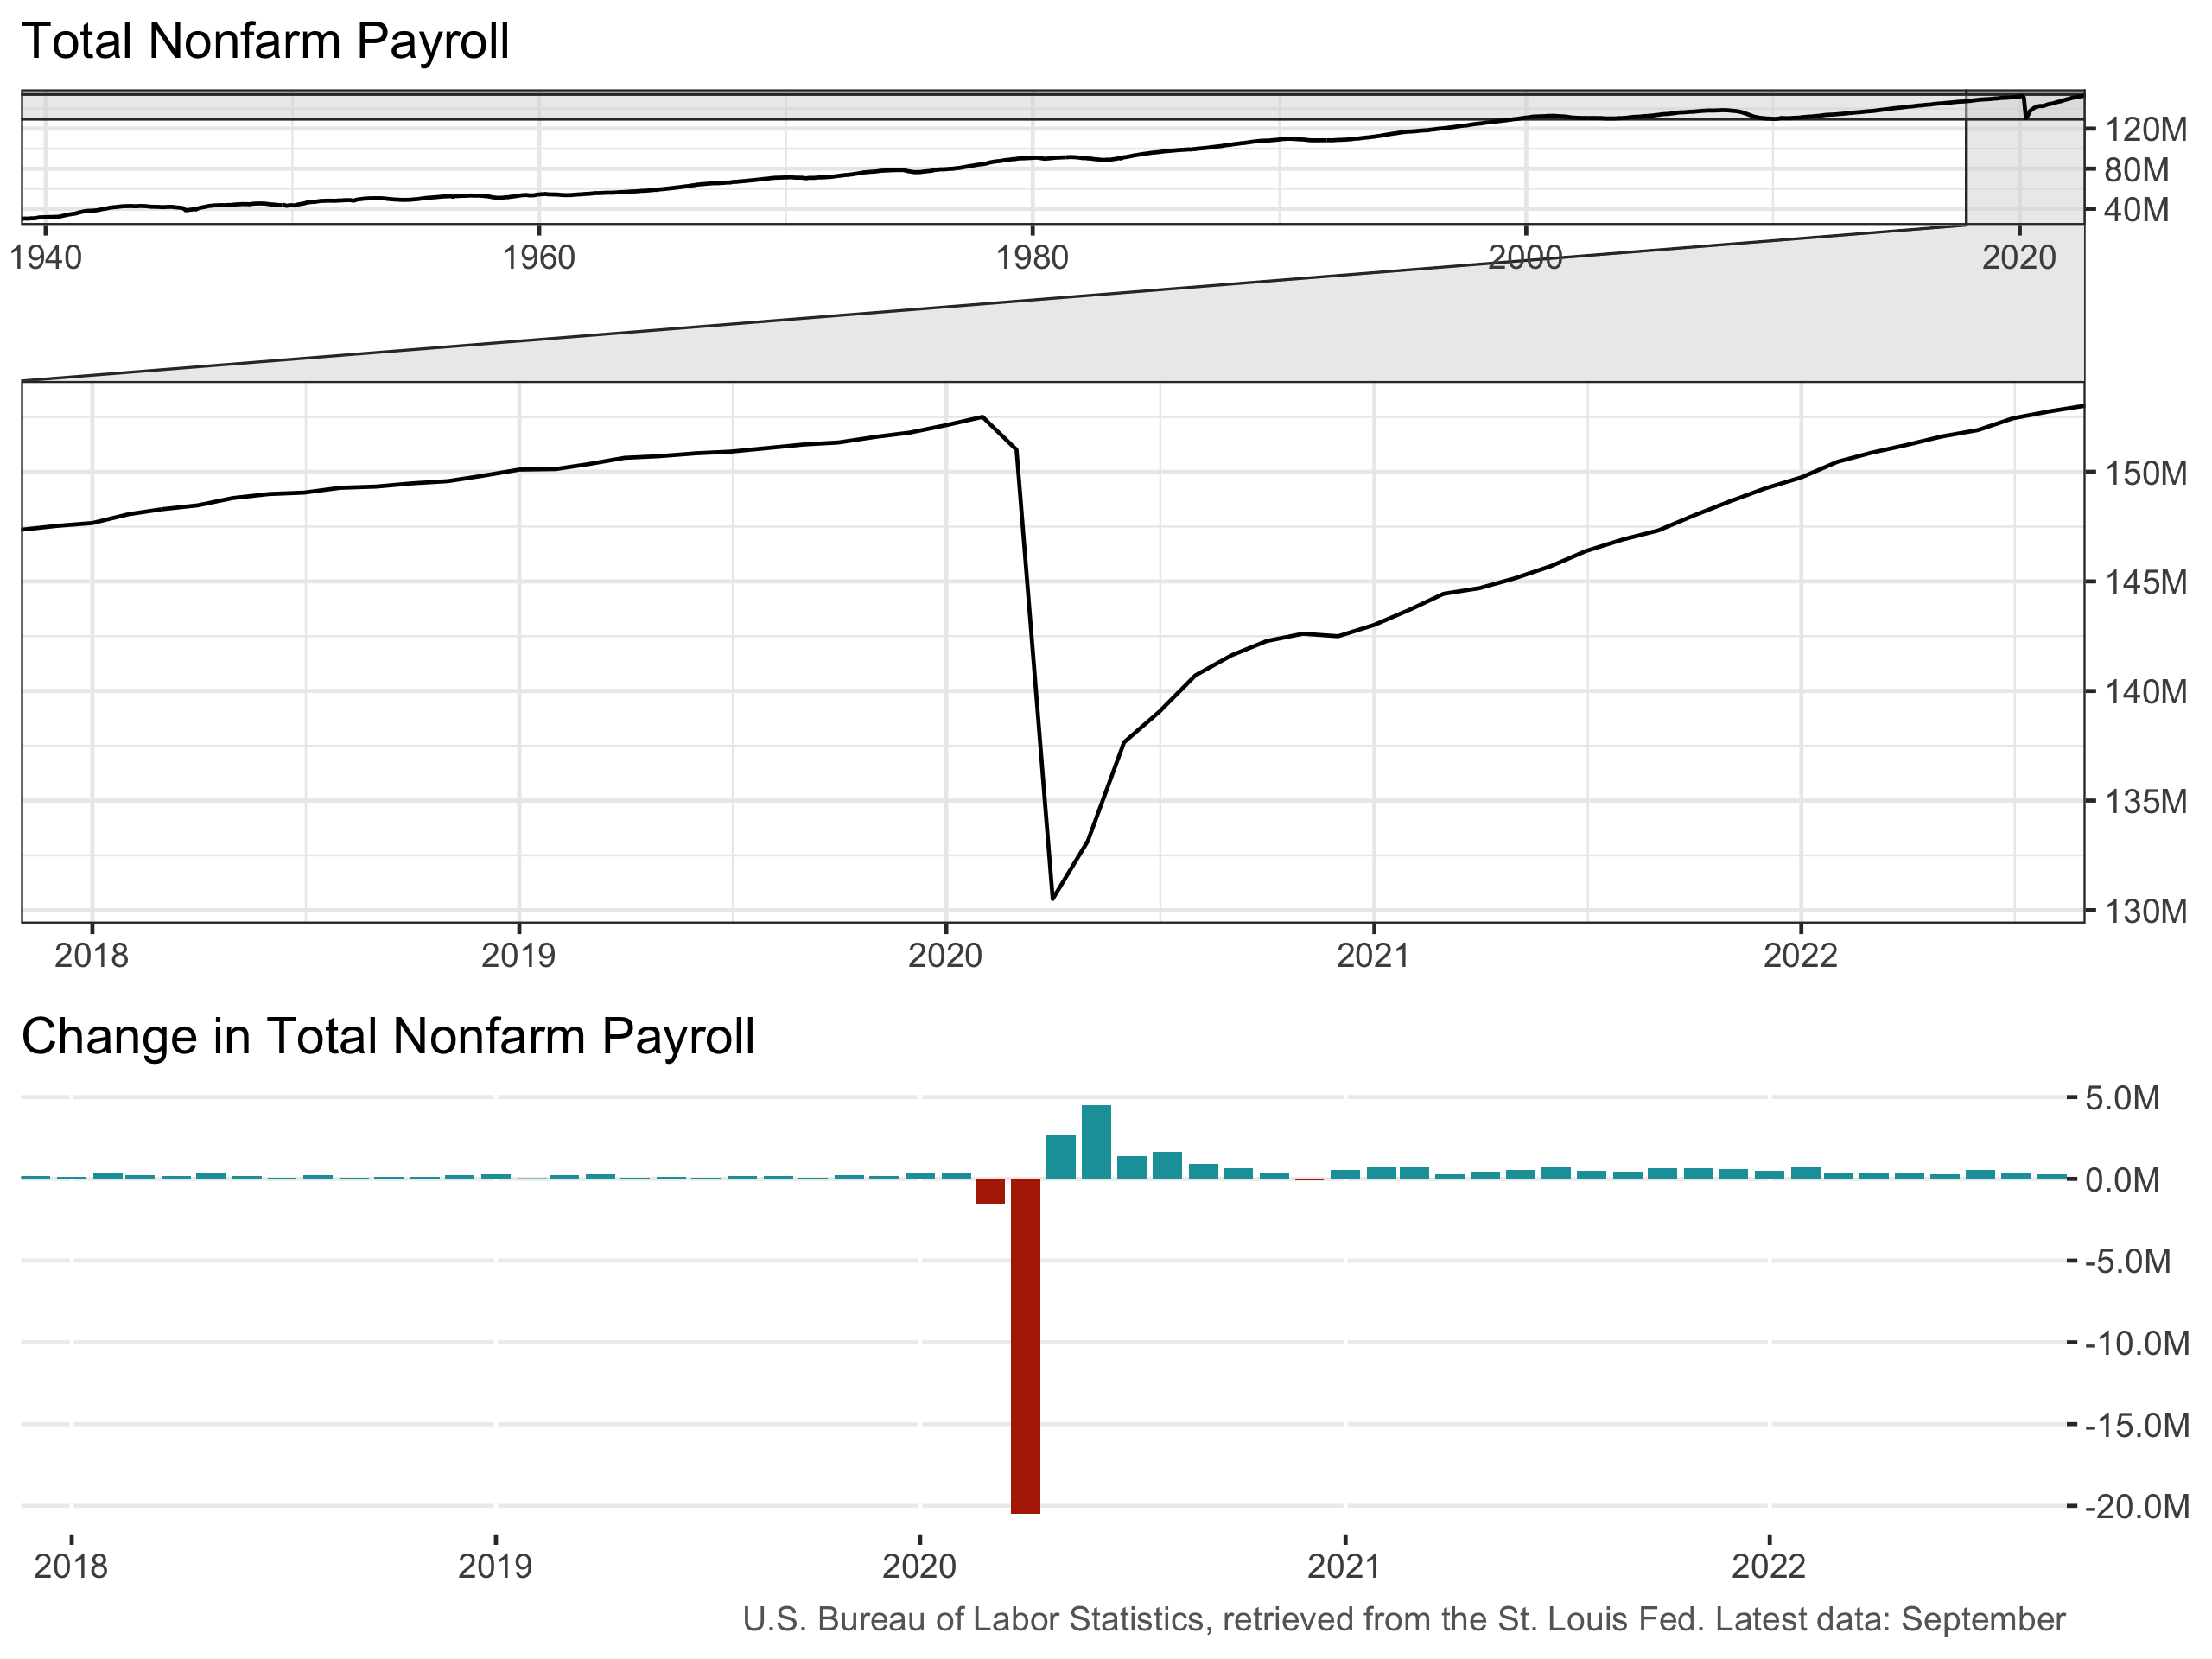 Total Nonfarm Payroll
120M
80M
40M
1940 1960 1980 2000 2020
150M
145M
140M
135M
130M
2018 2019 2020 2021 2022
Change in Total Nonfarm Payroll
5.0M
0.0M
-5.0M
-10.0M
-15.0M
-20.0M
2018 2019 2020 2021 2022
U.S. Bureau of Labor Statistics, retrieved from the St. Louis Fed. Latest data: September